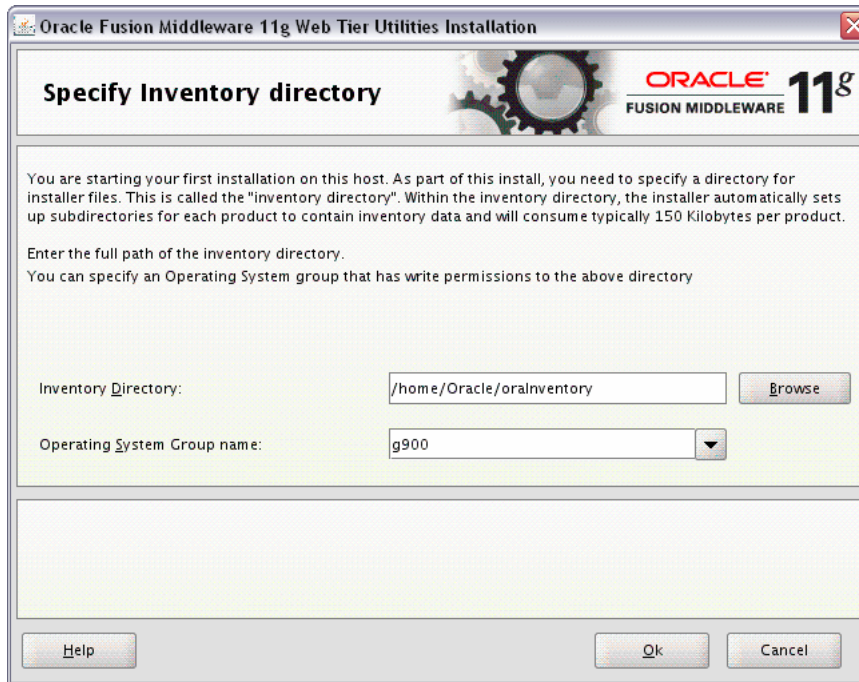 Oracle Fusion Middleware 11g Web Tier Utilities Installation
Specify Inventory directory
ORACLE
FUSION MIDDLEWARE 11g
You are starting your first installation on this host. As part of this install, you need to specify a directory for
installer files. This is called the "inventory directory". Within the inventory directory, the installer automatically sets
up subdirectories for each product to contain inventory data and will consume typically 150 Kilobytes per product.
Enter the full path of the inventory directory.
You can specify an Operating System group that has write permissions to the above directory
Inventory Directory: /home/Oracle/oraInventory Browse
Operating System Group name: g900
Help Ok Cancel